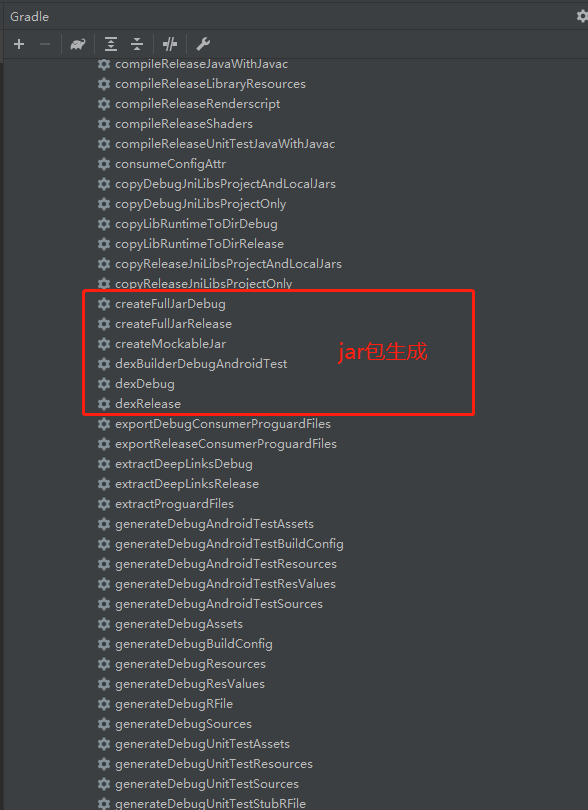 Gradle
compileReleaseJavaWithJavac
compileReleaseLibraryResources
compileReleaseRenderscript
compileReleaseShaders
compileReleaseUnitTestJavaWithJavac
consumeConfigAttr
copyDebugJniLibsProjectAndLocalJars
copyDebugJniLibsProjectOnly
copyLibRuntimeToDirDebug
copyLibRuntimeToDirRelease
copyReleaseJniLibsProjectAndLocalJars
copyReleaseJniLibsProjectOnly
createFullJarDebug
createFullJarRelease
createMockableJar
jar包生成
dexBuilderDebugAndroidTest
dexDebug
dexRelease
exportDebugConsumerProguardFiles
exportReleaseConsumerProguardFiles
extractDeepLinksDebug
extractDeepLinksRelease
extractProguardFiles
generateDebugAndroidTestAssets
generateDebugAndroidTestBuildConfig
generateDebugAndroidTestResources
generateDebugAndroidTestResValues
generateDebugAndroidTestSources
generateDebugAssets
generateDebugBuildConfig
generateDebugResources
generateDebugResValues
generateDebugRFile
generateDebugSources
generateDebugUnitTestAssets
generateDebugUnitTestResources
generateDebugUnitTestSources
generateDebugUnitTestStubRFile